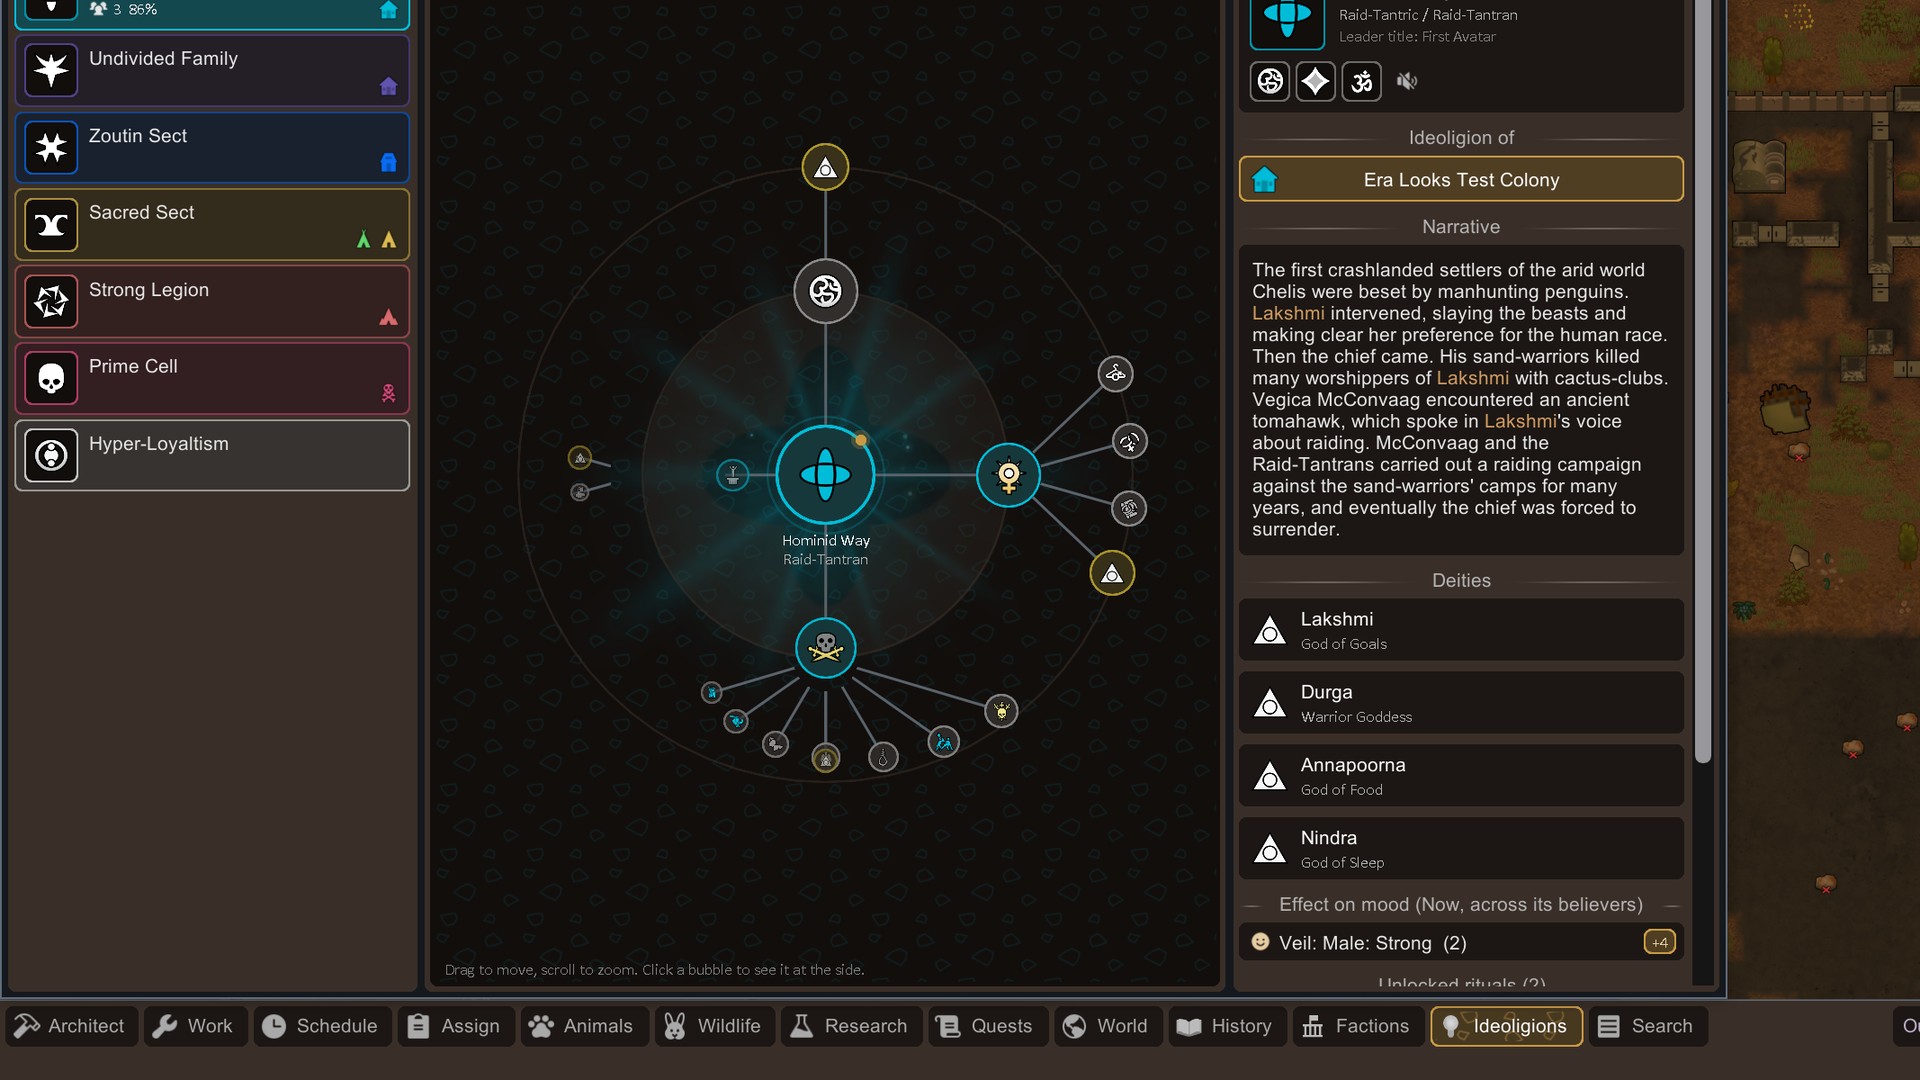 3 86%
Undivided Family
Zoutin Sect
Sacred Sect
Strong Legion
Prime Cell
Hyper-Loyaltism
Hominid Way
Raid-Tantran
Drag to move, scroll to zoom. Click a bubble to see it at the side.
Raid-Tantric / Raid-Tantran
Leader title: First Avatar
Ideoligion of
Era Looks Test Colony
Narrative
The first crashlanded settlers of the arid world
Chelis were beset by manhunting penguins.
Lakshmi intervened, slaying the beasts and
making clear her preference for the human race.
Then the chief came. His sand-warriors killed
many worshippers of Lakshmi with cactus-clubs.
Vegica McConvaag encountered an ancient
tomahawk, which spoke in Lakshmi's voice
about raiding. McConvaag and the
Raid-Tantrans carried out a raiding campaign
against the sand-warriors' camps for many
years, and eventually the chief was forced to
surrender.
Deities
Lakshmi
God of Goals
Durga
Warrior Goddess
Annapoorna
God of Food
Nindra
God of Sleep
Effect on mood (Now, across its believers)
Veil: Male: Strong (2)
+4
Unlocked rituals (2)
Architect
Work
Schedule
Assign
Animals
Wildlife
Research
Quests
World
History
Factions
Ideoligions
Search